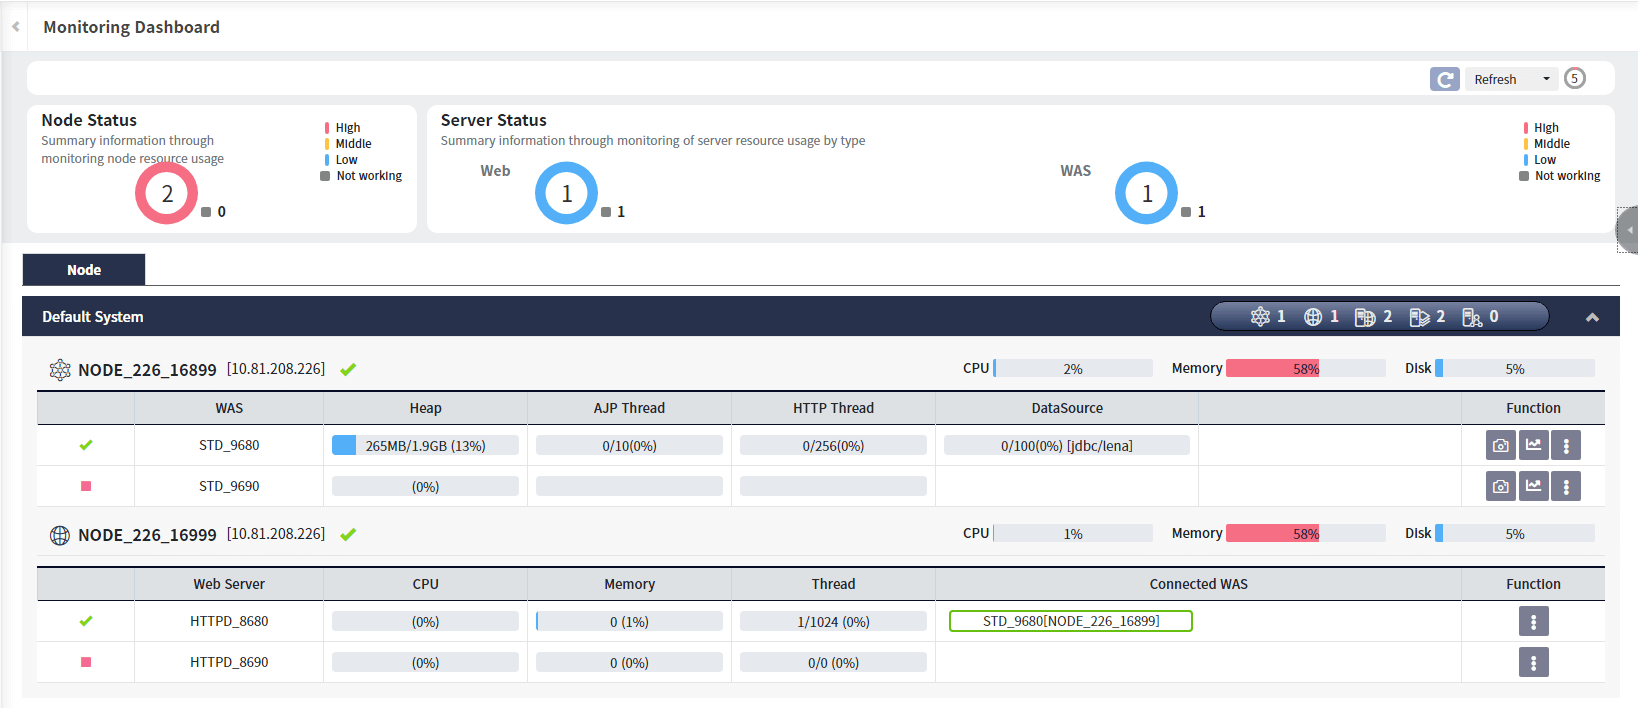 Monitoring Dashboard
Refresh
5
Node Status
Summary information through
monitoring node resource usage
High
Middle
Low
Not working
2
0
Server Status
Summary information through monitoring of server resource usage by type
Web
1
1
WAS
1
1
High
Middle
Low
Not working
Node
Default System
1 1 2 2 0
NODE_226_16899 [10.81.208.226] CPU 2% Memory 58% Disk 5%
WAS Heap AJP Thread HTTP Thread DataSource Function
STD_9680 265MB/1.9GB (13%) 0/10(0%) 0/256(0%) 0/100(0%) [jdbc/lena]
STD_9690 (0%)
NODE_226_16999 [10.81.208.226] CPU 1% Memory 58% Disk 5%
Web Server CPU Memory Thread Connected WAS Function
HTTPD_8680 (0%) 0 (1%) 1/1024 (0%) STD_9680[NODE_226_16899]
HTTPD_8690 (0%) 0 (0%) 0/0 (0%)